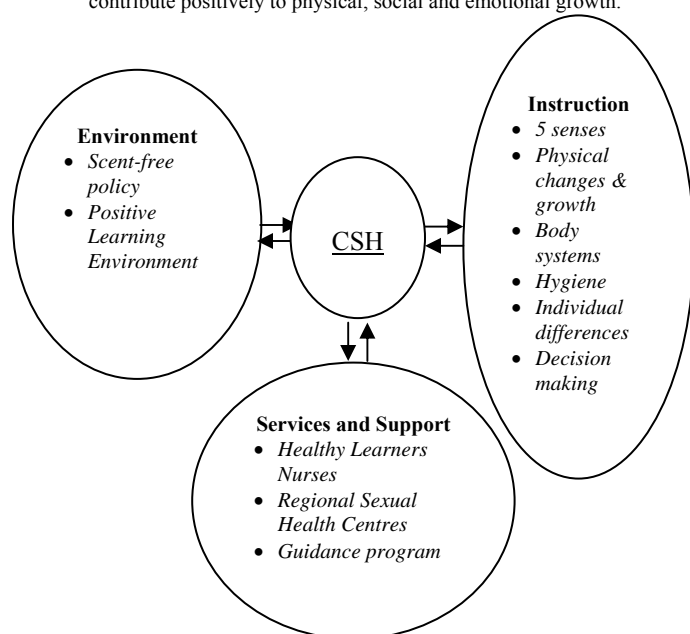 contribute positively to physical, social and emotional growth.
Environment
• Scent-free
policy
• Positive
Learning
Environment
CSH
Instruction
• 5 senses
• Physical
changes &
growth
• Body
systems
• Hygiene
• Individual
differences
• Decision
making
Services and Support
• Healthy Learners
Nurses
• Regional Sexual
Health Centres
• Guidance program